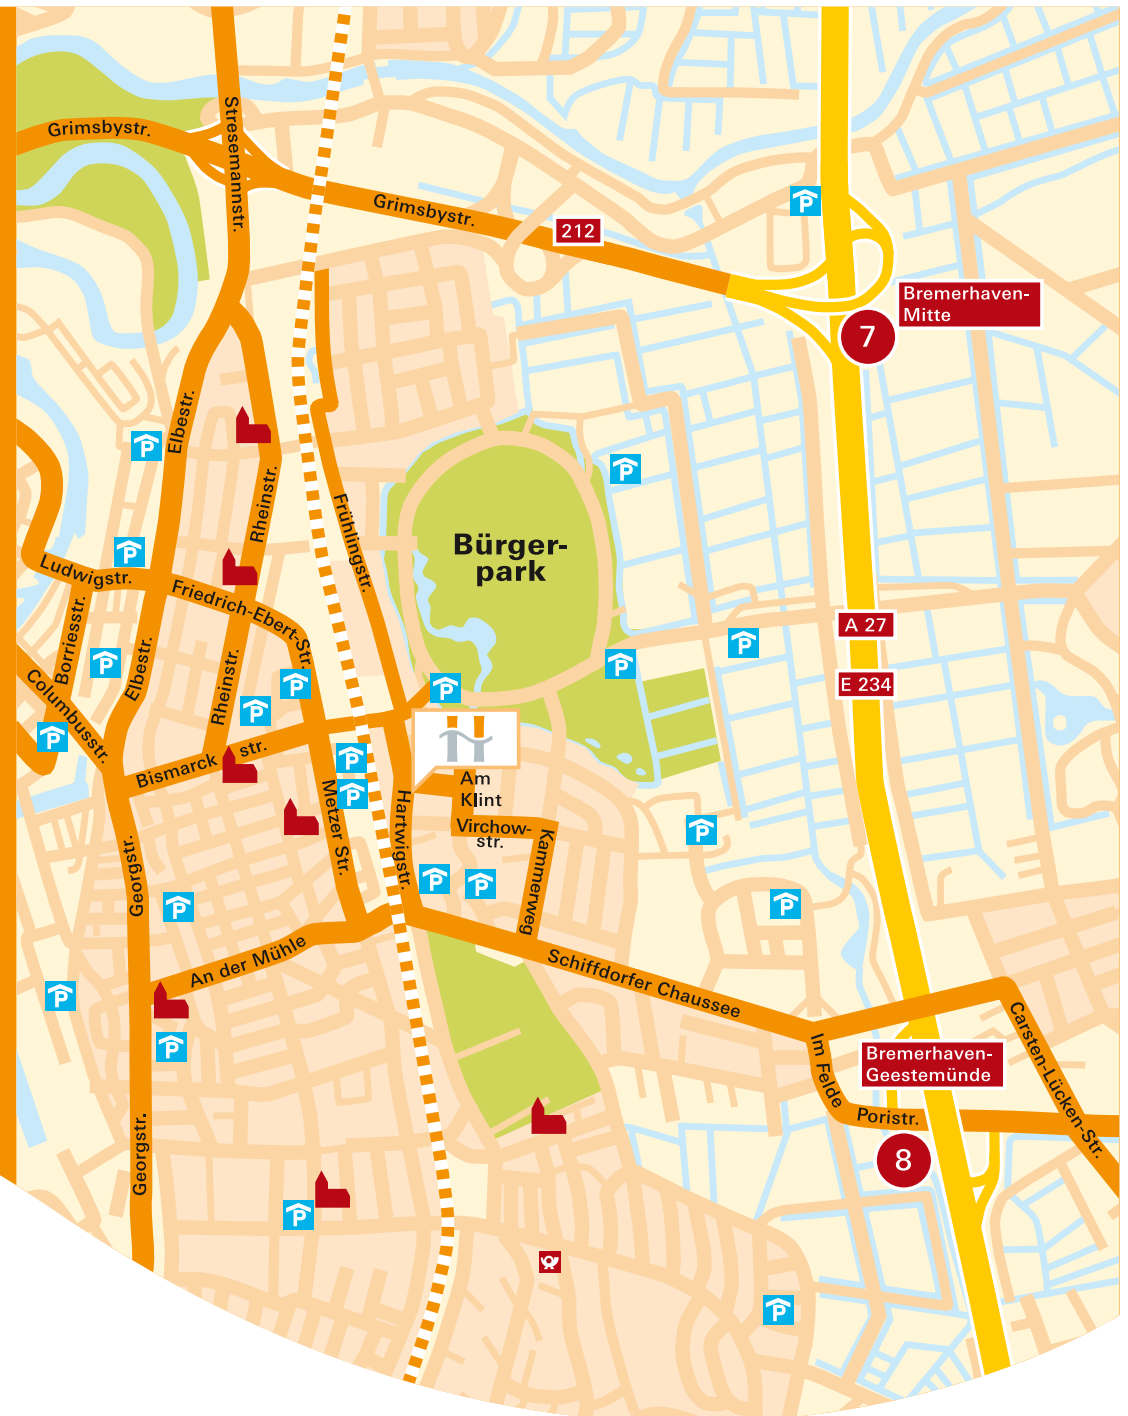 Grimsbystr.
Stresemannstr.
Grimsbystr.
212
P
Bremerhaven-
Mitte
7
Elbestr.
P
Rheinstr.
P
Frühlingstr.
Bürger-
park
P
Ludwigstr.
Friedrich-Ebert-Str.
Borriesstr.
Elbestr.
Rheinstr.
P
P
P
P
P
P
A 27
E 234
Columbusstr.
P
Bismarck
str.
P
P
Metzer Str.
Hartwigstr.
Am
Klint
Virchow-
str.
Kammerweg
P
P
P
P
Georgstr.
P
An der Mühle
Schiffdorfer Chaussee
P
P
Im Felde
Bremerhaven-
Geestemünde
Carsten-Lücken-Str.
Poristr.
8
Georgstr.
P
P